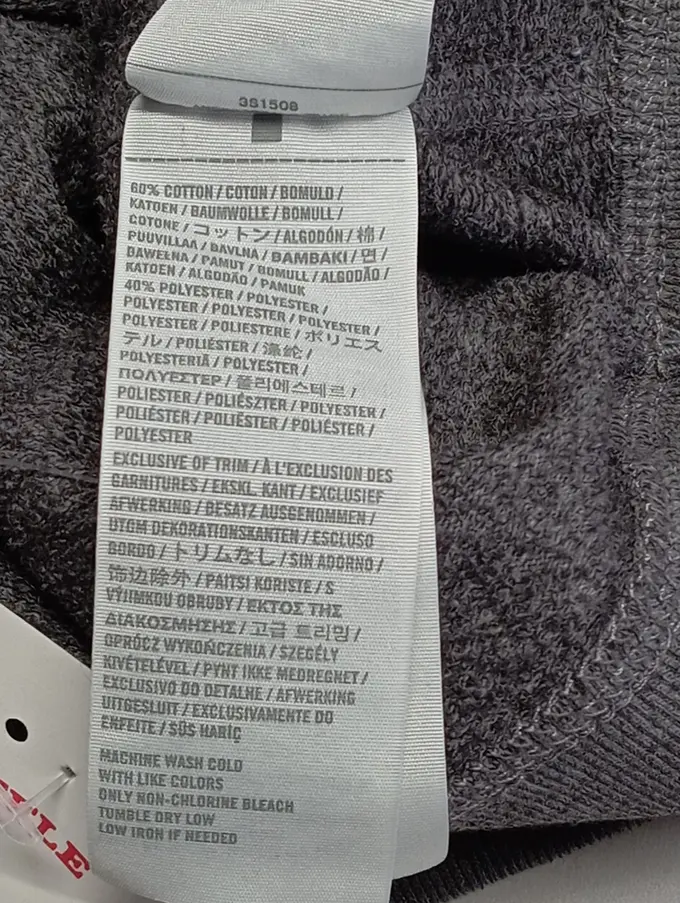 3S1508
60% COTTON / COTON / BOMULD /
KATOEN / BAUMWOLLE / BOMULL /
COTONE / コットン / ALGODÓN / 棉 /
PUUVILLAA / BAVLNA / BAMBAKI / 면 /
BAWEŁNA / PAMUT / BOMULL / ALGODÃO /
KATOEN / ALGODÃO / PAMUK
40% POLYESTER / POLYESTER /
POLYESTER / POLYESTER / POLYESTER /
POLYESTER / POLIESTERE / ポリエス
テル / POLIÉSTER / 涤纶 /
POLYESTERIÄ / POLYESTER /
ΠΟΛΥΕΣΤΕΡ / 폴리에스테르 /
POLIESTER / POLIÉSZTER / POLYESTER /
POLIÉSTER / POLIÉSTER / POLIÉSTER /
POLYESTER
EXCLUSIVE OF TRIM / À L'EXCLUSION DES
GARNITURES / EKSKL. KANT / EXCLUSIEF
AFWERKING / BESATZ AUSGENOMMEN /
UTOM DEKORATIONSKANTEN / ESCLUSO
BORDO / トリムなし / SIN ADORNO /
饰边除外 / PAITSI KORISTE / S
VÝJIMKOU OBRUBY / ΕΚΤΟΣ ΤΗΣ
ΔΙΑΚΟΣΜΗΣΗΣ / 고급 트리밍 /
OPRÓCZ WYKOŃCZENIA / SZEGÉLY
KIVÉTELÉVEL / PYNT IKKE MEDREGNET /
EXCLUSIVO DO DETALHE / AFWERKING
UITGESLUIT / EXCLUSIVAMENTE DO
ENFEITE / SÜS HARİÇ
MACHINE WASH COLD
WITH LIKE COLORS
ONLY NON-CHLORINE BLEACH
TUMBLE DRY LOW
LOW IRON IF NEEDED